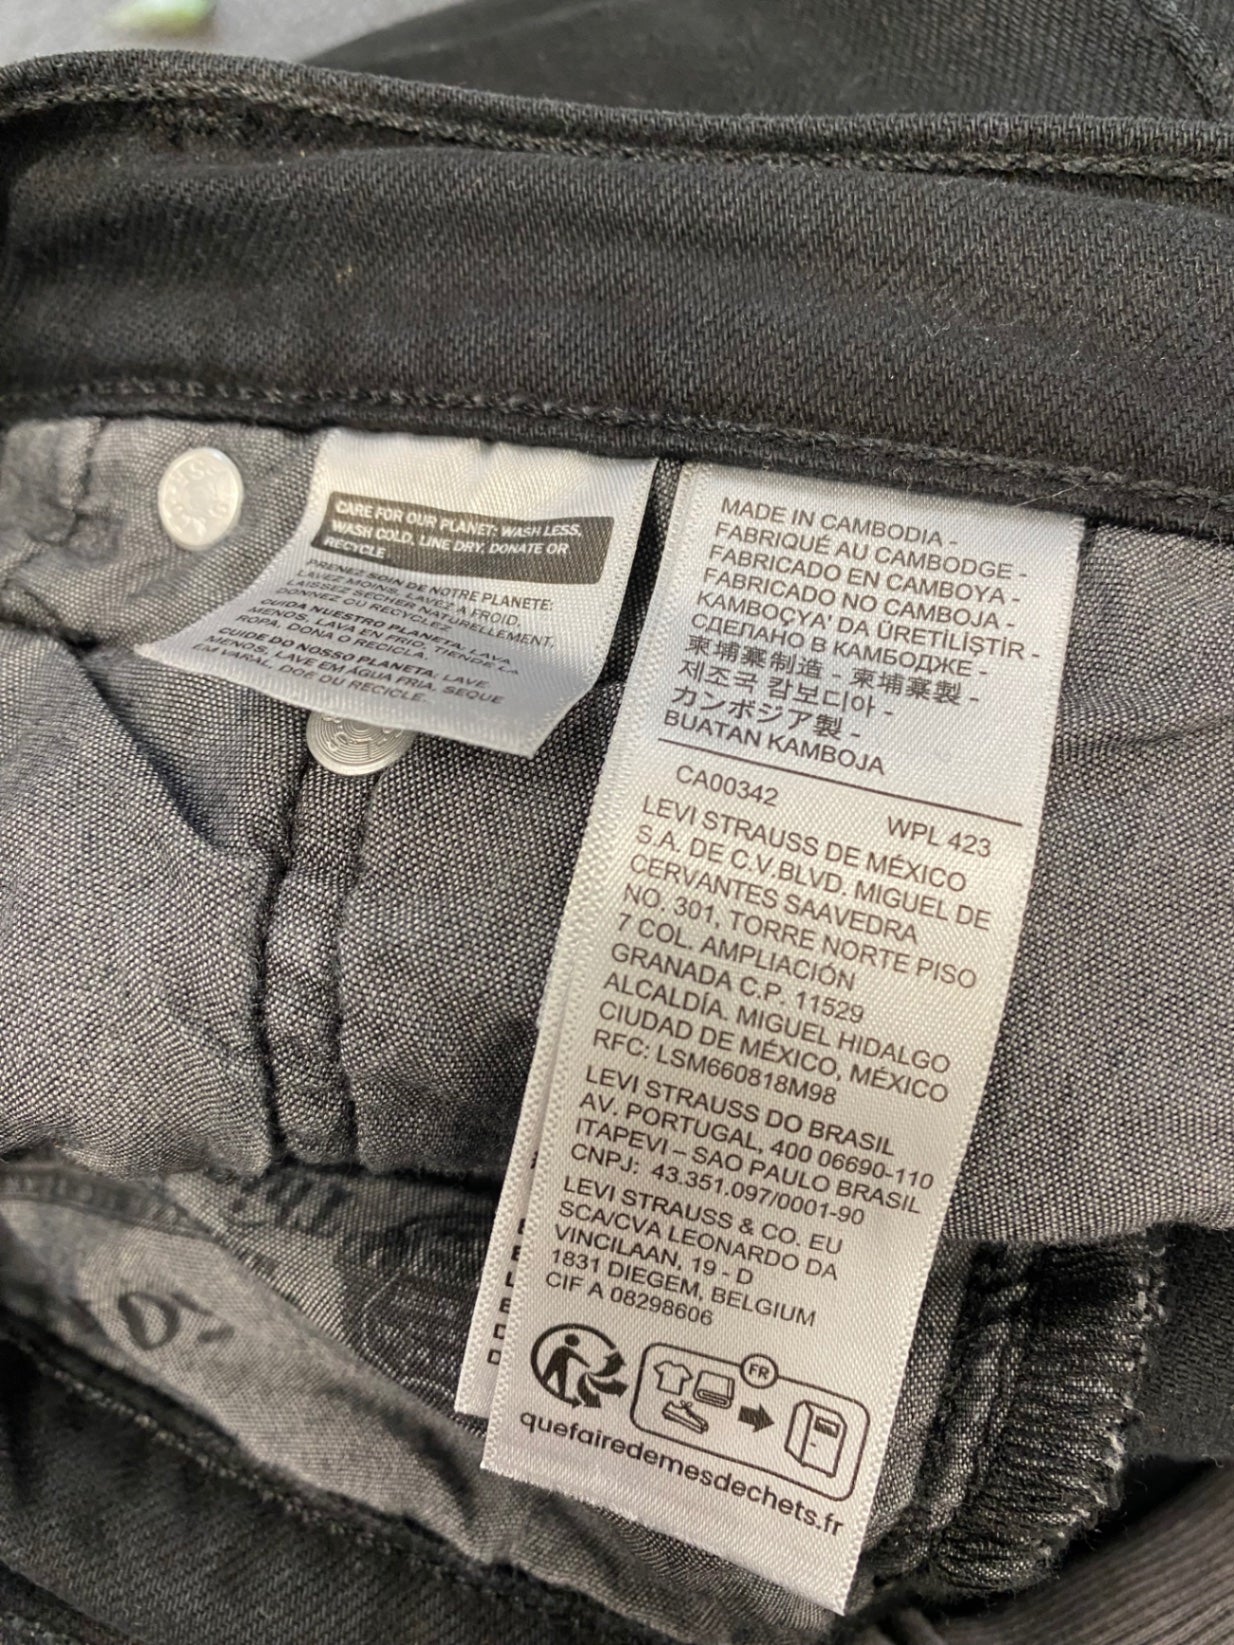 CARE FOR OUR PLANET: WASH LESS,
WASH COLD, LINE DRY, DONATE OR
RECYCLE
PRENEZ SOIN DE NOTRE PLANETE:
LAVEZ MOINS, LAVEZ A FROID,
LAISSEZ SECHER NATURELLEMENT,
DONNEZ OU RECYCLEZ.
CUIDA NUESTRO PLANETA. LAVA
MENOS, LAVA EN FRIO, TIENDE LA
ROPA, DONA O RECICLA.
CUIDE DO NOSSO PLANETA: LAVE
MENOS, LAVE EM ÁGUA FRIA, SEQUE
EM VARAL, DOE OU RECICLE.
MADE IN CAMBODIA -
FABRIQUÉ AU CAMBODGE -
FABRICADO EN CAMBOYA -
FABRICADO NO CAMBOJA -
KAMBOÇYA' DA ÜRETİLİŞTİR -
СДЕЛАНО В КАМБОДЖЕ -
柬埔寨制造 - 柬埔寨製 -
제조국 캄보디아 -
カンボジア製 -
BUATAN KAMBOJA
CA00342
WPL 423
LEVI STRAUSS DE MÉXICO
S.A. DE C.V.BLVD. MIGUEL DE
CERVANTES SAAVEDRA
NO. 301, TORRE NORTE PISO
7 COL. AMPLIACIÓN
GRANADA C.P. 11529
ALCALDÍA. MIGUEL HIDALGO
CIUDAD DE MÉXICO, MÉXICO
RFC: LSM660818M98
LEVI STRAUSS DO BRASIL
AV. PORTUGAL, 400 06690-110
ITAPEVI – SAO PAULO BRASIL
CNPJ: 43.351.097/0001-90
LEVI STRAUSS & CO. EU
SCA/CVA LEONARDO DA
VINCILAAN, 19 - D
1831 DIEGEM, BELGIUM
CIF A 08298606
FR
quefairedemesdechets.fr